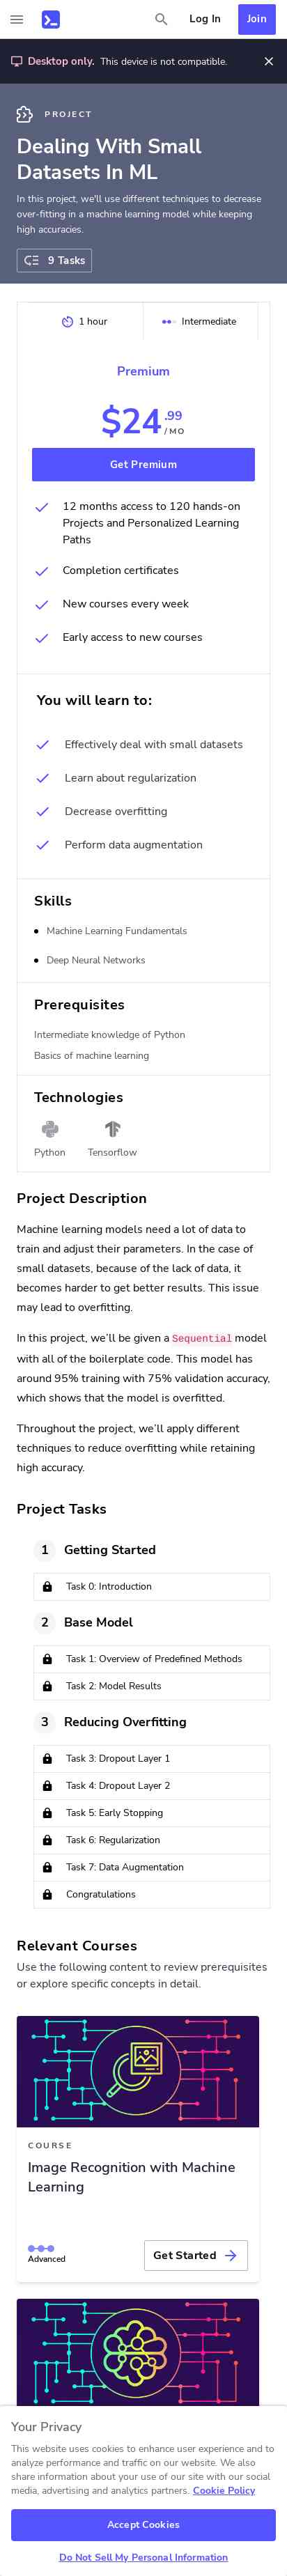 Log In
Join
Desktop only. This device is not compatible.
PROJECT
Dealing With Small
Datasets In ML
In this project, we'll use different techniques to decrease
over-fitting in a machine learning model while keeping
high accuracies.
9 Tasks
1 hour
Intermediate
Premium
$24.99
/MO
Get Premium
12 months access to 120 hands-on
Projects and Personalized Learning
Paths
Completion certificates
New courses every week
Early access to new courses
You will learn to:
Effectively deal with small datasets
Learn about regularization
Decrease overfitting
Perform data augmentation
Skills
Machine Learning Fundamentals
Deep Neural Networks
Prerequisites
Intermediate knowledge of Python
Basics of machine learning
Technologies
Python
Tensorflow
Project Description
Machine learning models need a lot of data to
train and adjust their parameters. In the case of
small datasets, because of the lack of data, it
becomes harder to get better results. This issue
may lead to overfitting.
In this project, we'll be given a Sequential model
with all of the boilerplate code. This model has
around 95% training with 75% validation accuracy,
which shows that the model is overfitted.
Throughout the project, we'll apply different
techniques to reduce overfitting while retaining
high accuracy.
Project Tasks
1 Getting Started
Task 0: Introduction
2 Base Model
Task 1: Overview of Predefined Methods
Task 2: Model Results
3 Reducing Overfitting
Task 3: Dropout Layer 1
Task 4: Dropout Layer 2
Task 5: Early Stopping
Task 6: Regularization
Task 7: Data Augmentation
Congratulations
Relevant Courses
Use the following content to review prerequisites
or explore specific concepts in detail.
COURSE
Image Recognition with Machine
Learning
Advanced
Get Started
Your Privacy
This website uses cookies to enhance user experience and to
analyze performance and traffic on our website. We also
share information about your use of our site with our social
media, advertising and analytics partners. Cookie Policy
Accept Cookies
Do Not Sell My Personal Information